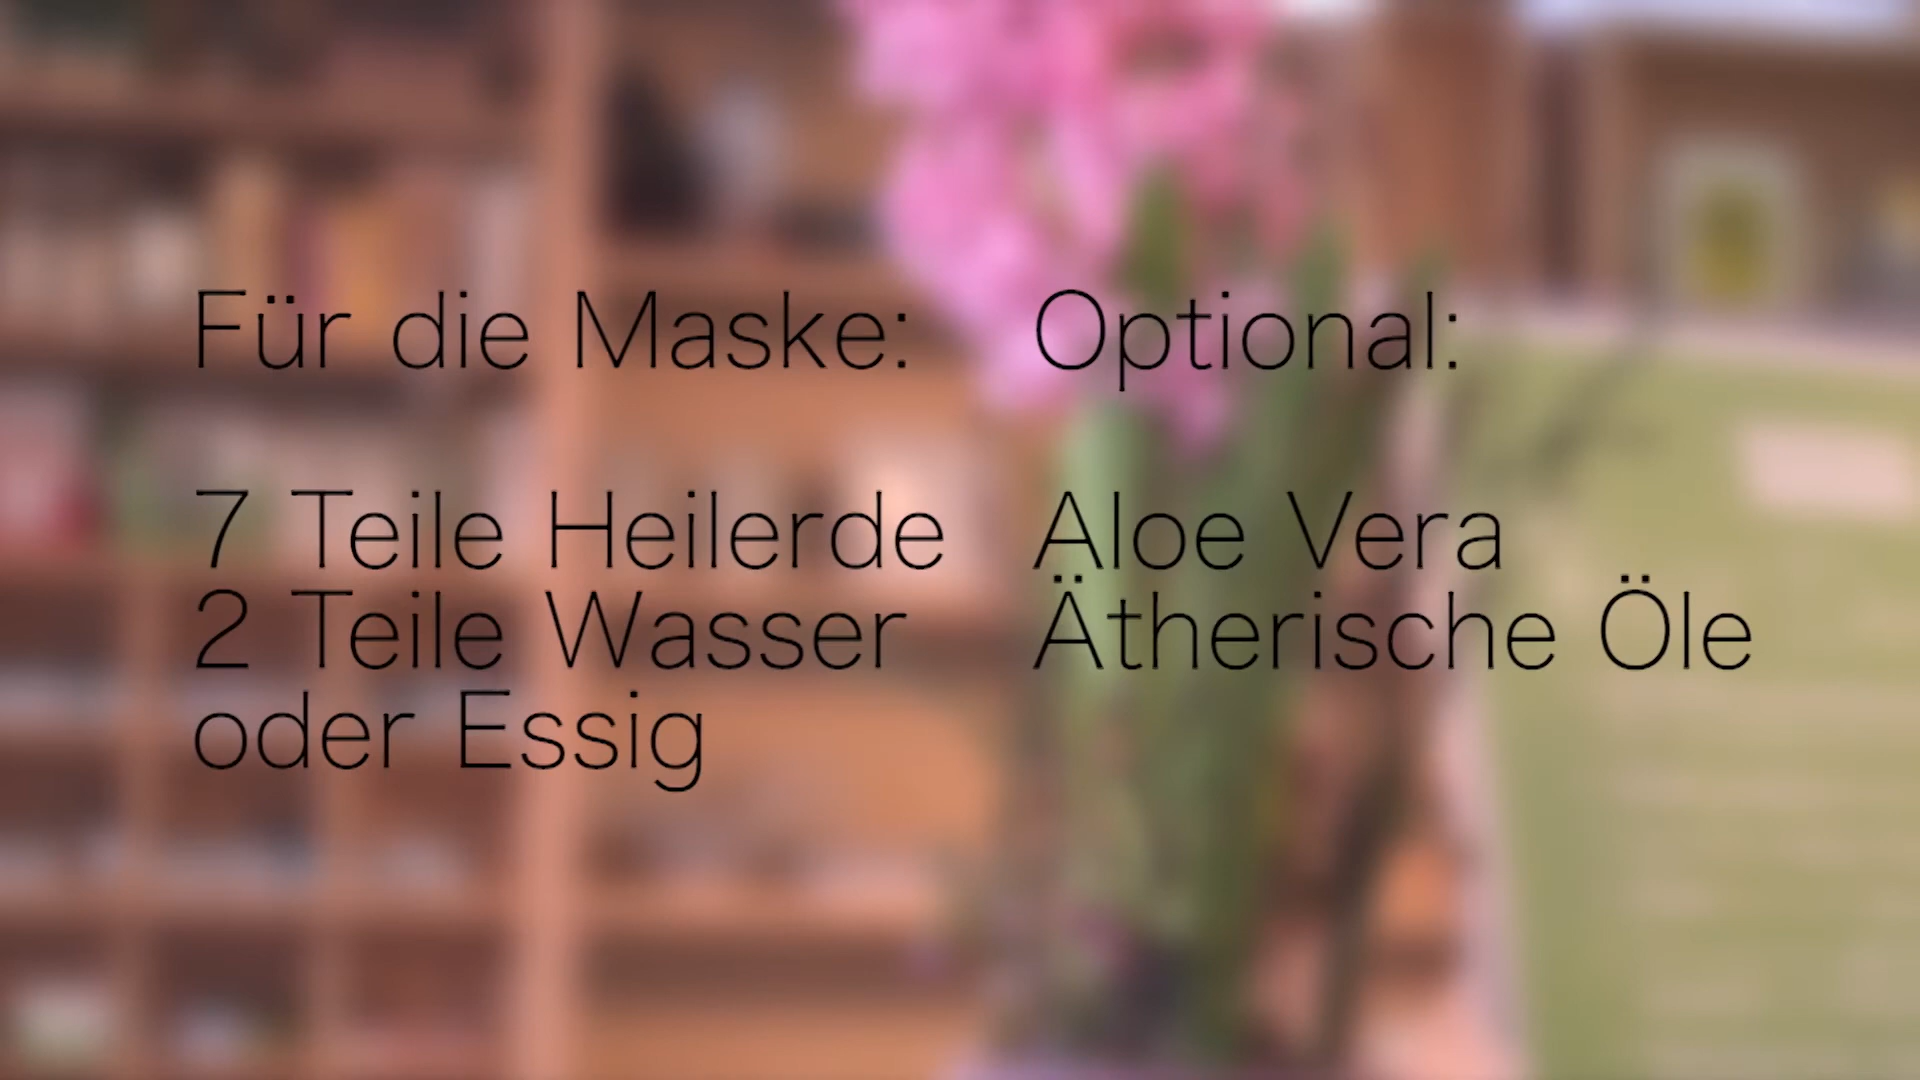 Für die Maske:
7 Teile Heilerde
2 Teile Wasser
oder Essig
Optional:
Aloe Vera
Ätherische Öle